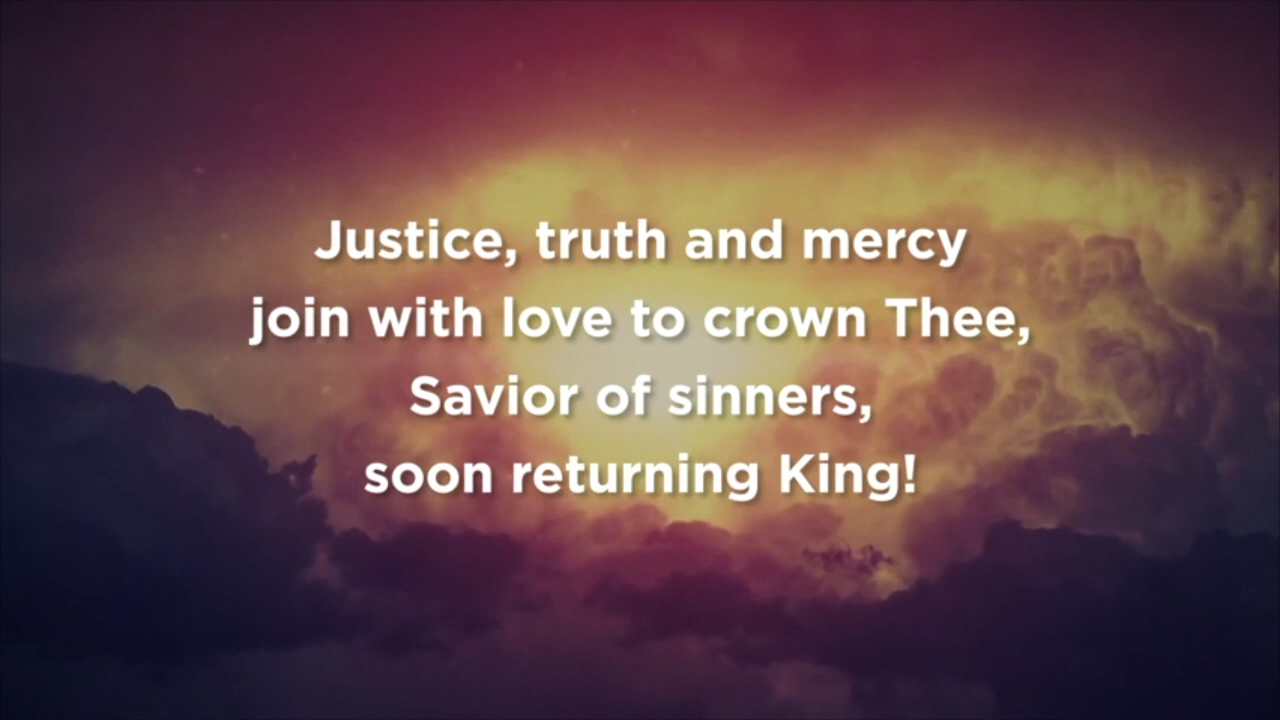 Justice, truth and mercy
join with love to crown Thee,
Savior of sinners,
soon returning King!